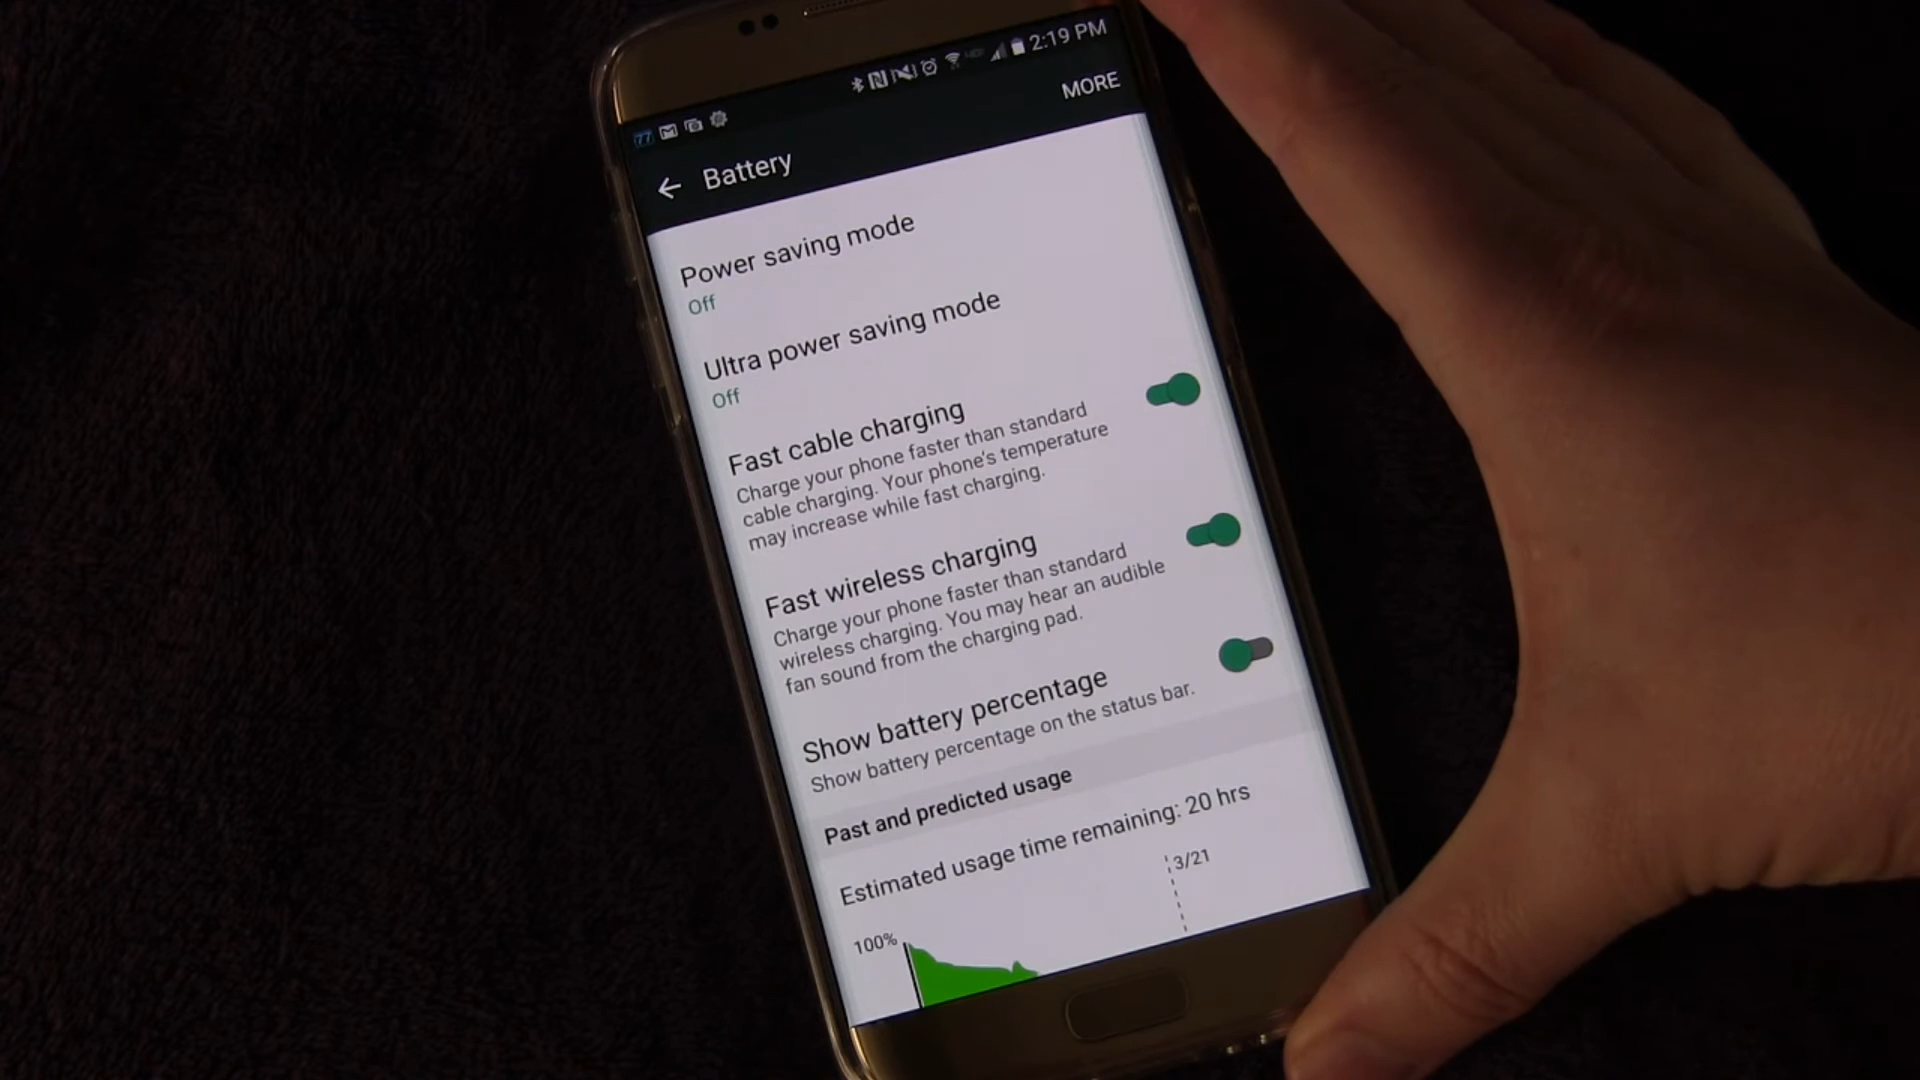 2:19 PM
77
MORE
Battery
Power saving mode
Off
Ultra power saving mode
Off
Fast cable charging
Charge your phone faster than standard
cable charging. Your phone's temperature
may increase while fast charging.
Fast wireless charging
Charge your phone faster than standard
wireless charging. You may hear an audible
fan sound from the charging pad.
Show battery percentage
Show battery percentage on the status bar.
Past and predicted usage
Estimated usage time remaining: 20 hrs
3/21
100%